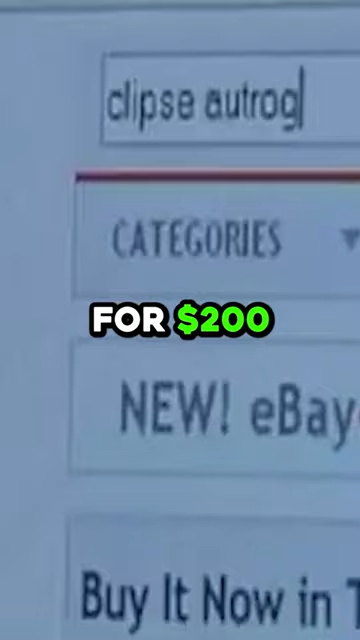 clipse autrog
CATEGORIES
FOR $200
NEW! eBay
Buy It Now in T